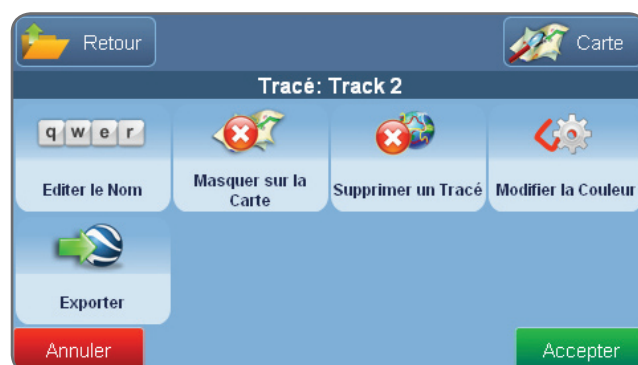 Retour
Carte
Tracé: Track 2
q w e r
Editer le Nom
Masquer sur la
Carte
Supprimer un Tracé
Modifier la Couleur
Exporter
Annuler
Accepter